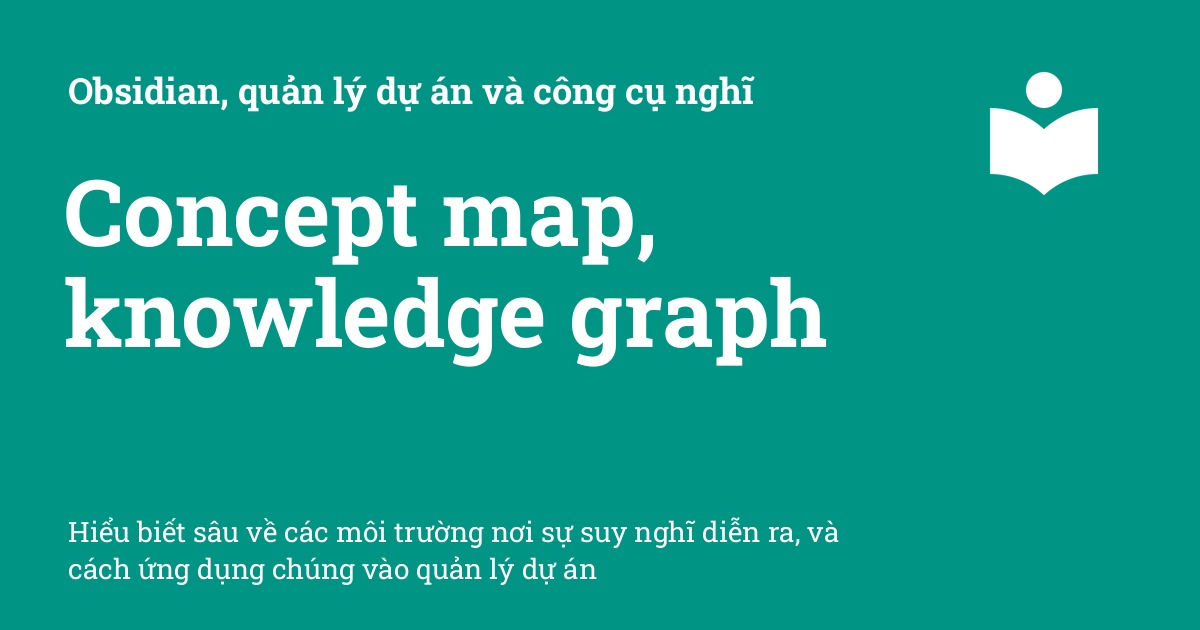 Obsidian, quản lý dự án và công cụ nghĩ
Concept map,
knowledge graph
Hiểu biết sâu về các môi trường nơi sự suy nghĩ diễn ra, và
cách ứng dụng chúng vào quản lý dự án